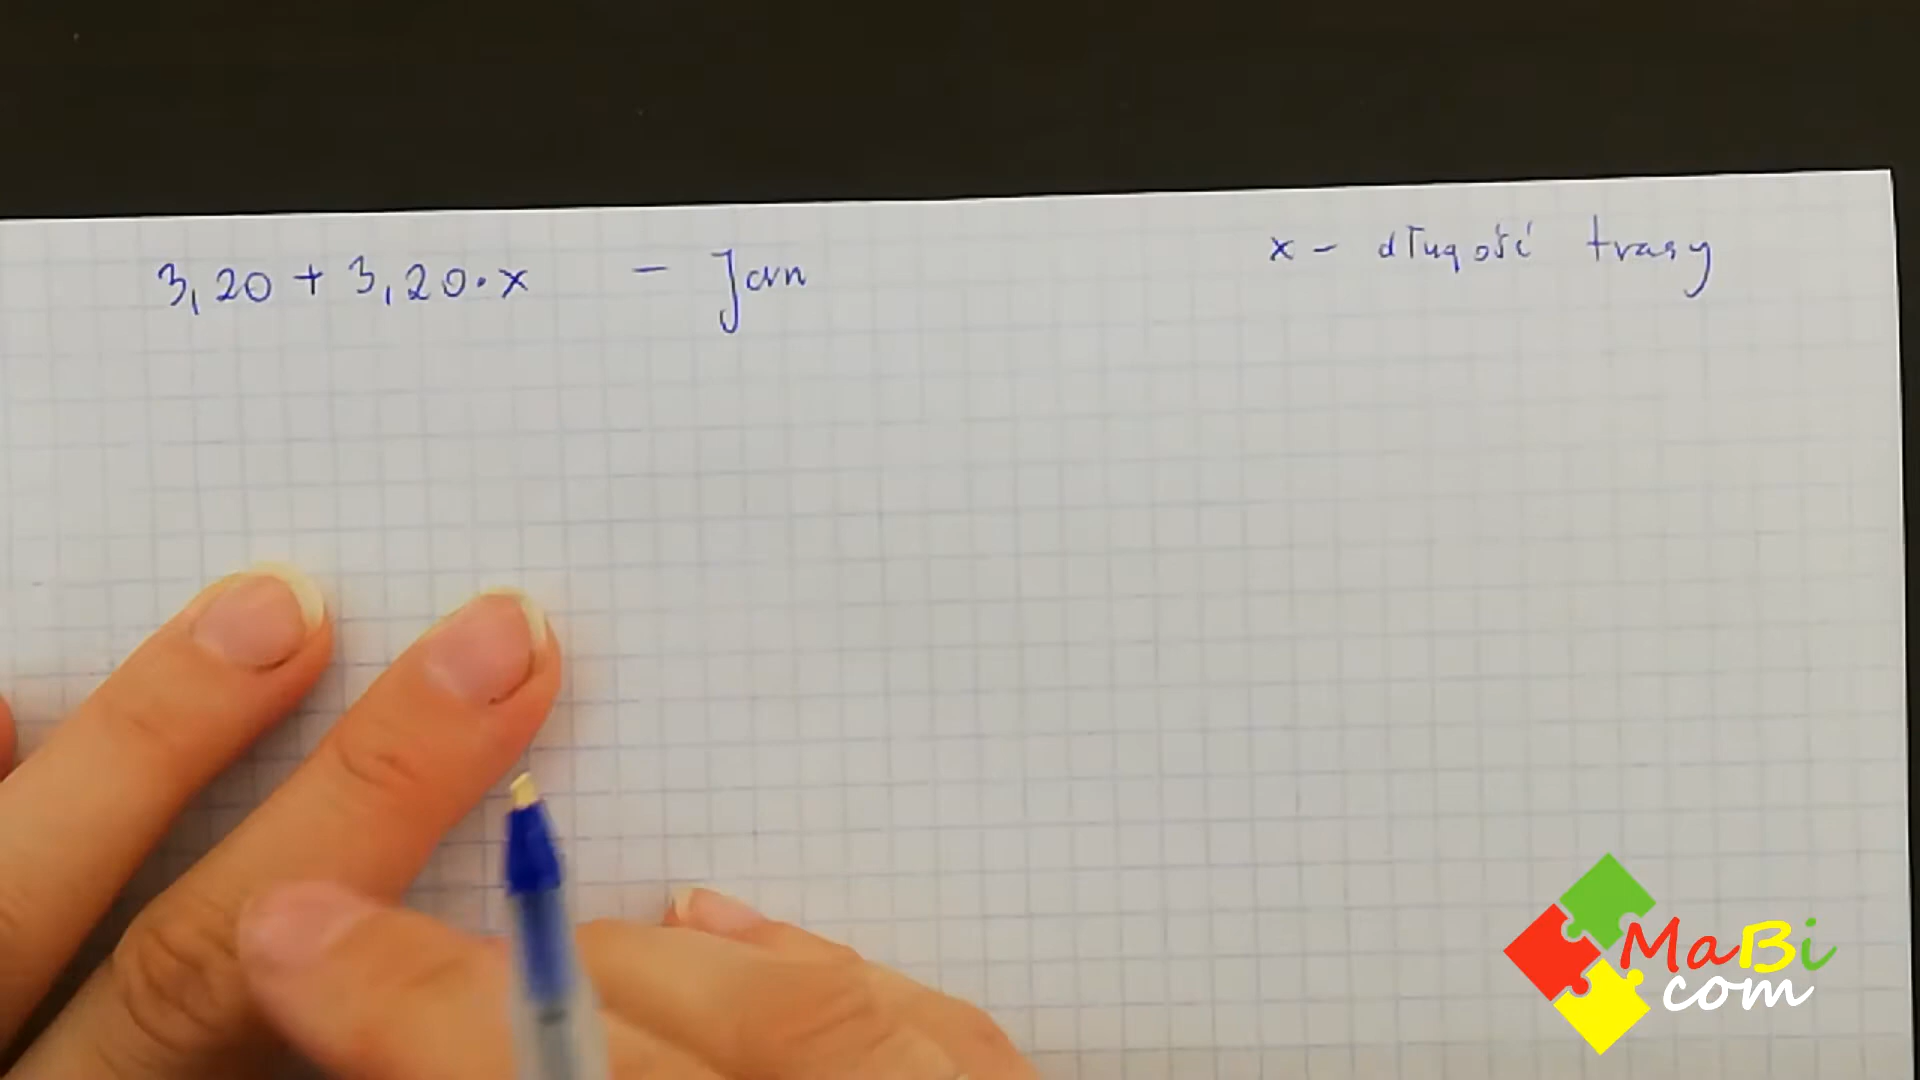 3,20 + 3,20 · x – Jan
x – długość trasy
MaBi
com